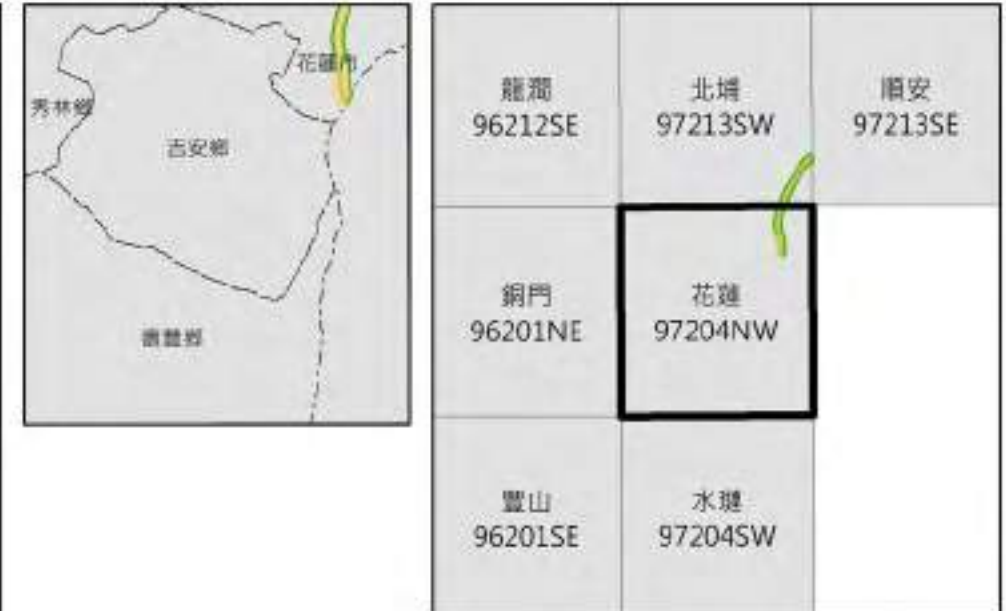 花蓮市
秀林鄉
吉安鄉
壽豐鄉
龍澗
96212SE
北埔
97213SW
順安
97213SE
銅門
96201NE
花蓮
97204NW
豐山
96201SE
水璉
97204SW